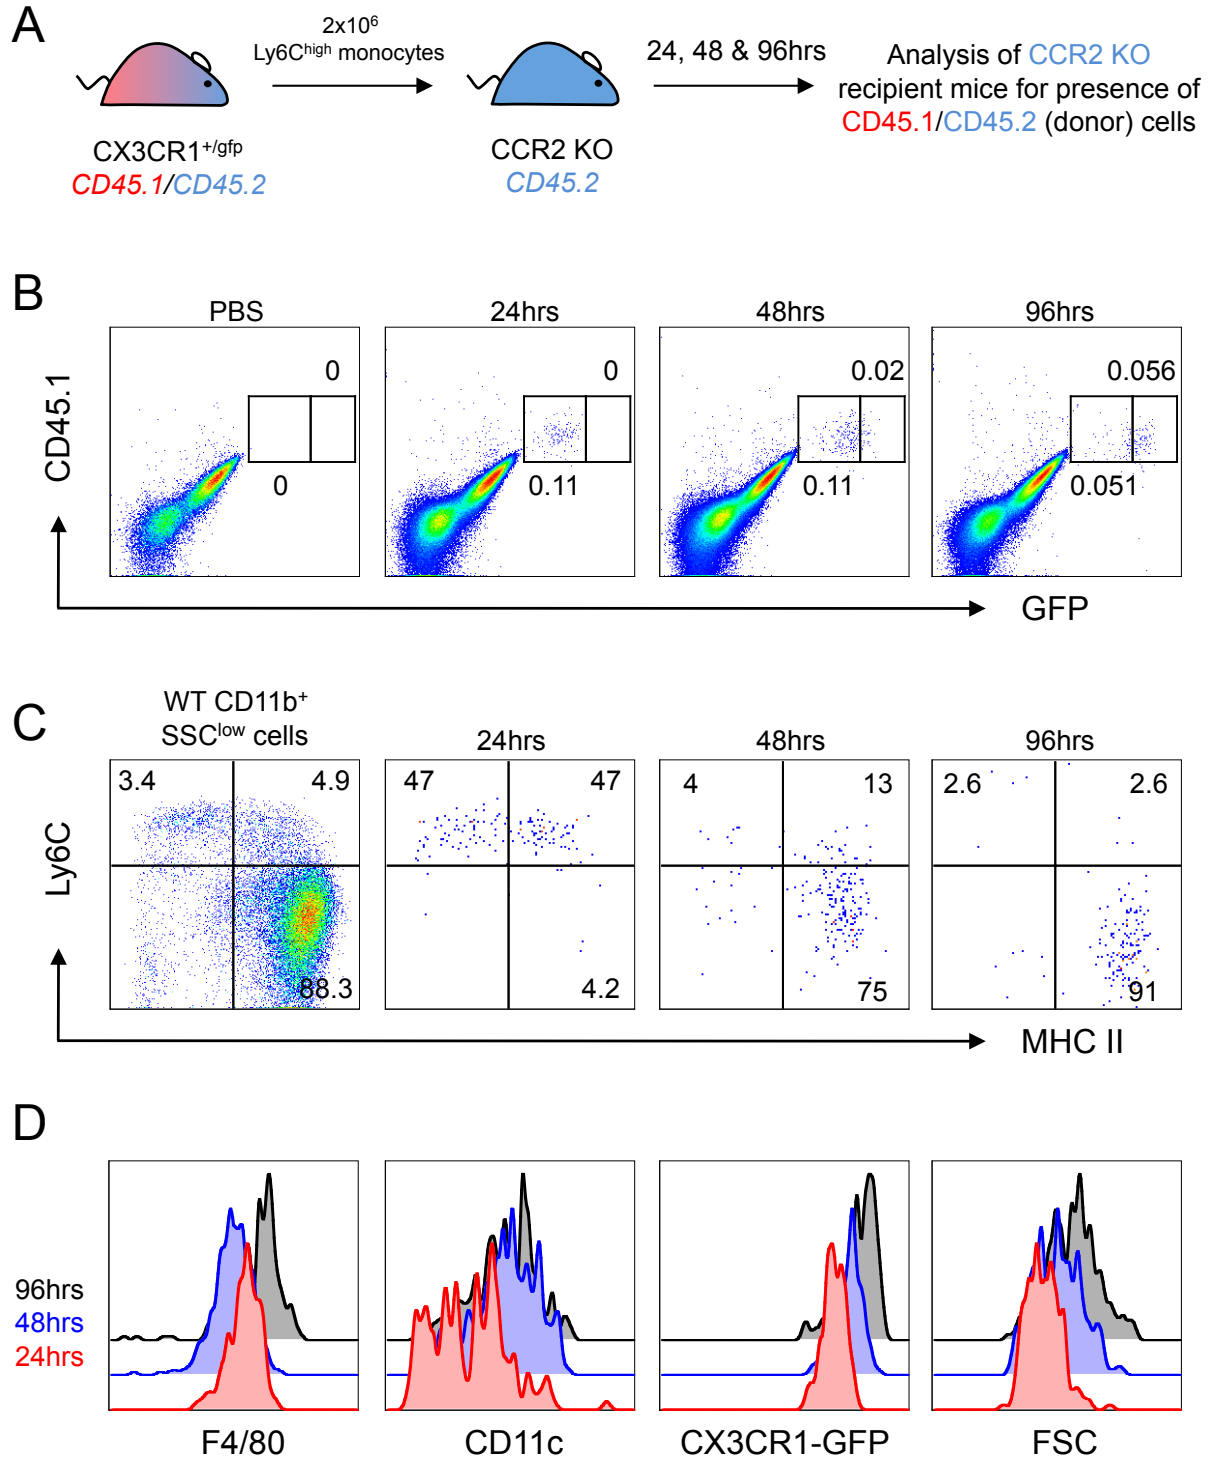 A
2x10⁶
Ly6Cʰⁱᵍʰ monocytes
24, 48 & 96hrs
Analysis of CCR2 KO
recipient mice for presence of
CD45.1/CD45.2 (donor) cells
CX3CR1⁺/ᵍᶠᵖ
CD45.1/CD45.2
CCR2 KO
CD45.2
B
PBS
24hrs
48hrs
96hrs
CD45.1
0
0
0
0.11
0.02
0.11
0.056
0.051
GFP
C
WT CD11b⁺
SSCˡᵒʷ cells
24hrs
48hrs
96hrs
Ly6C
3.4
4.9
88.3
47
47
4.2
4
13
75
2.6
2.6
91
MHC II
D
96hrs
48hrs
24hrs
F4/80
CD11c
CX3CR1-GFP
FSC